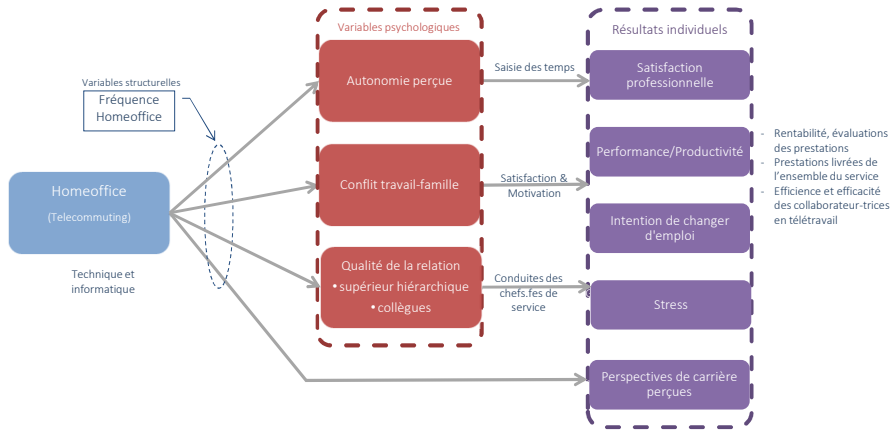 Variables psychologiques
Résultats individuels
Variables structurelles
Fréquence
Homeoffice
Autonomie perçue
Saisie des temps
Satisfaction
professionnelle
Homeoffice
(Telecommuting)
Technique et
informatique
Conflit travail-famille
Satisfaction &
Motivation
Performance/Productivité
- Rentabilité, évaluations
des prestations
- Prestations livrées de
l'ensemble du service
- Efficience et efficacité
des collaborateur-trices
en télétravail
Intention de changer
d'emploi
Qualité de la relation
• supérieur hiérarchique
• collègues
Conduites des
chefs.fes de
service
Stress
Perspectives de carrière
perçues